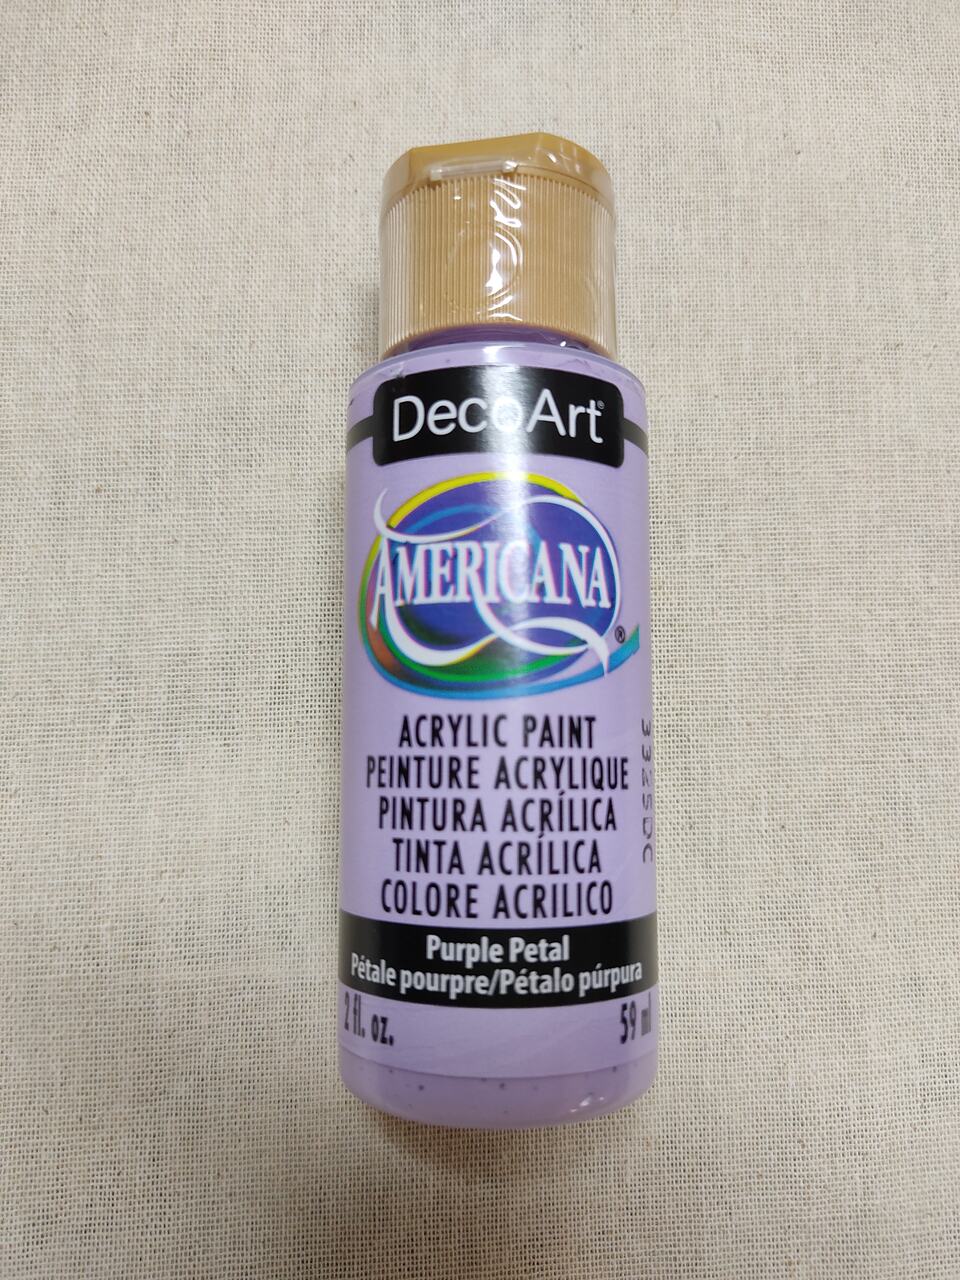 DecoArt®
AMERICANA®
ACRYLIC PAINT
PEINTURE ACRYLIQUE
PINTURA ACRÍLICA
TINTA ACRÍLICA
COLORE ACRILICO
Purple Petal
Pétale pourpre/Pétalo púrpura
2 fl. oz. 59 ml